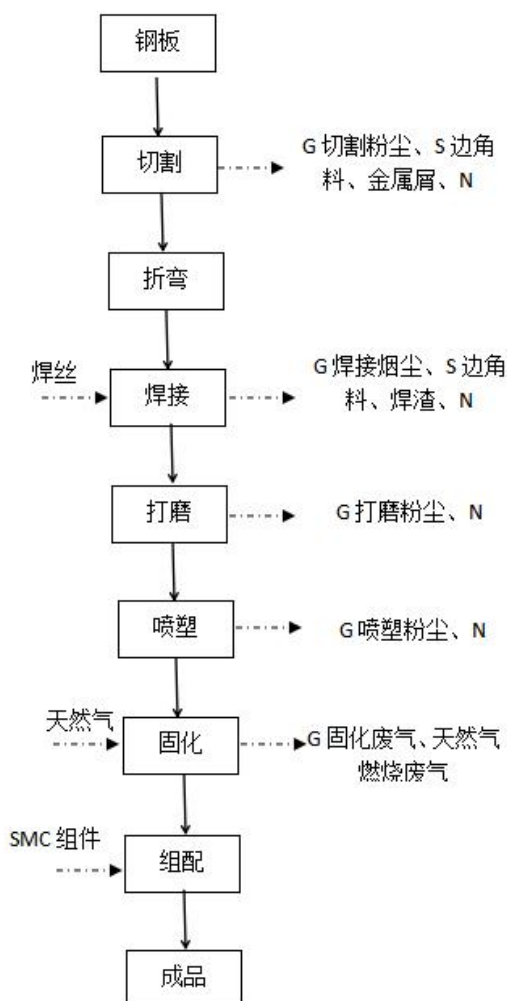 钢板
切割
G 切割粉尘、S 边角
料、金属屑、N
折弯
焊丝
焊接
G 焊接烟尘、S 边角
料、焊渣、N
打磨
G 打磨粉尘、N
喷塑
G 喷塑粉尘、N
天然气
固化
G 固化废气、天然气
燃烧废气
SMC 组件
组配
成品